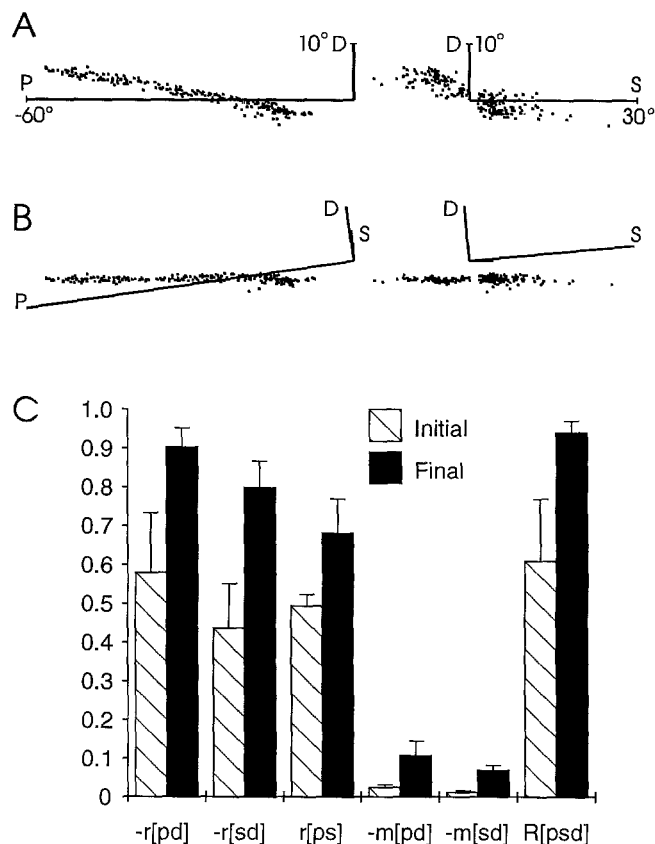 A
10° D
D 10°
P
S
-60°
30°
B
D
S
D
S
P
C
1.0
0.9
0.8
0.7
0.6
0.5
0.4
0.3
0.2
0.1
0
Initial
Final
-r[pd] -r[sd] r[ps] -m[pd] -m[sd] R[psd]